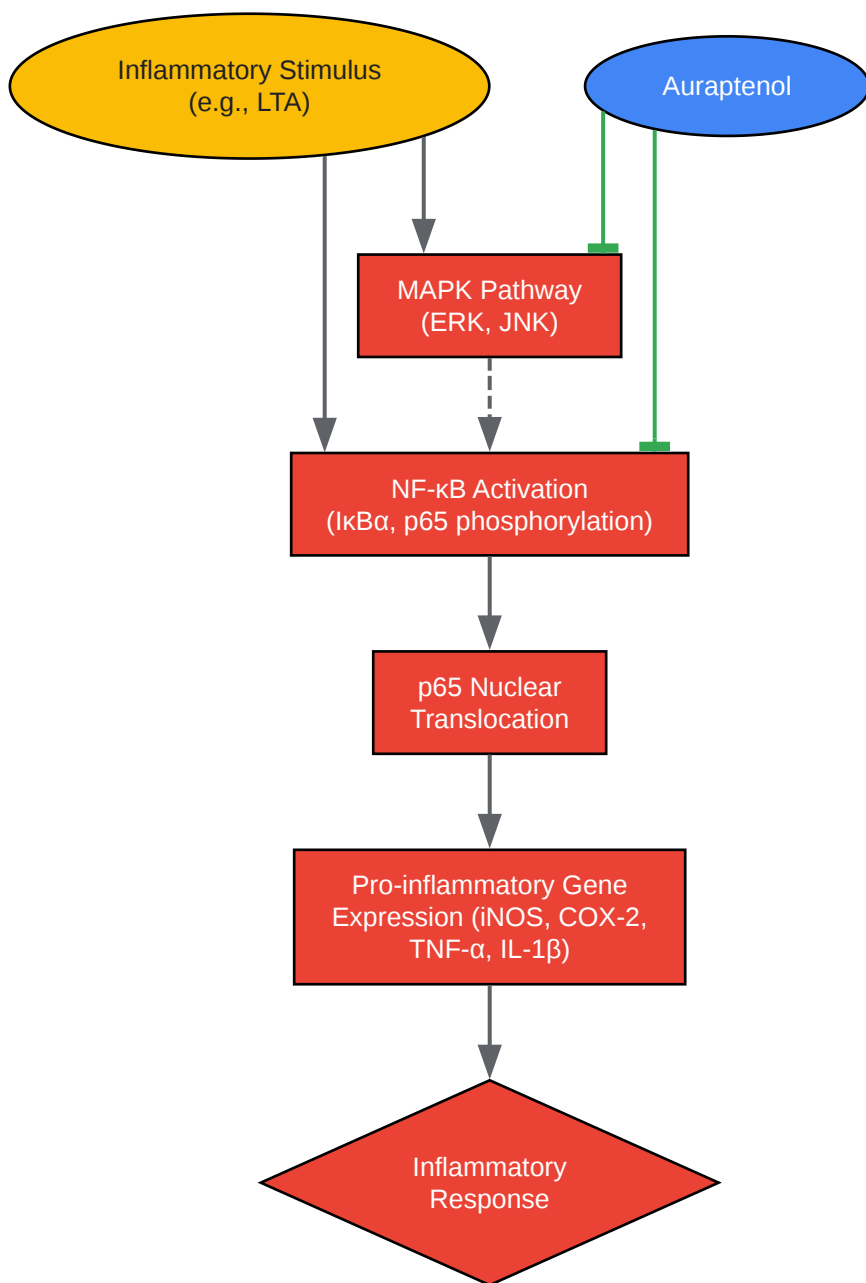 Inflammatory Stimulus
(e.g., LTA)
Auraptenol
MAPK Pathway
(ERK, JNK)
NF-κB Activation
(IκBα, p65 phosphorylation)
p65 Nuclear
Translocation
Pro-inflammatory Gene
Expression (iNOS, COX-2,
TNF-α, IL-1β)
Inflammatory
Response